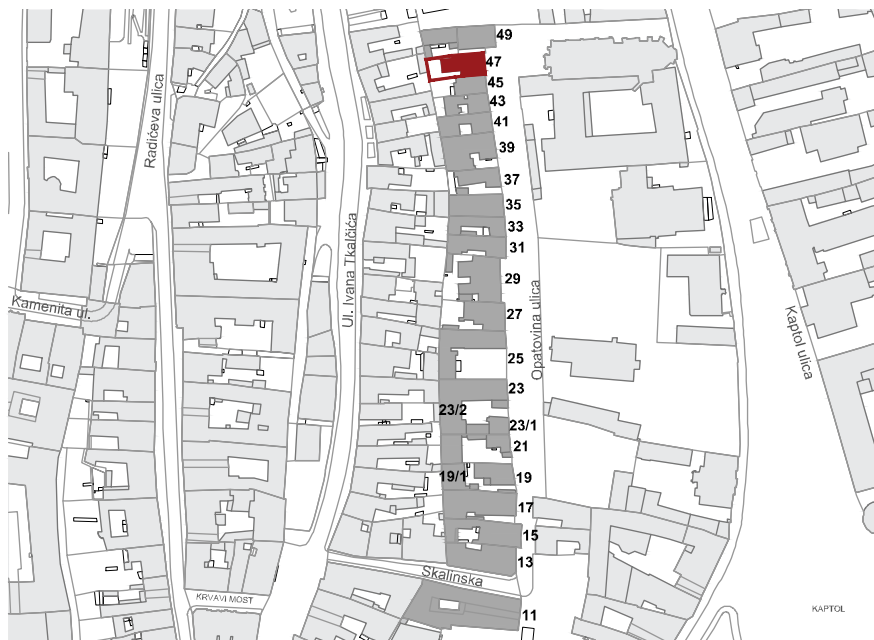 49
47
45
43
41
39
37
35
33
31
29
27
25
23
23/2
23/1
21
19/1
19
17
15
13
11
Radićeva ulica
Ul. Ivana Tkalčića
Opatovina ulica
Kaptol ulica
Kamenita ul.
Skalinska
KRVAVI MOST
KAPTOL